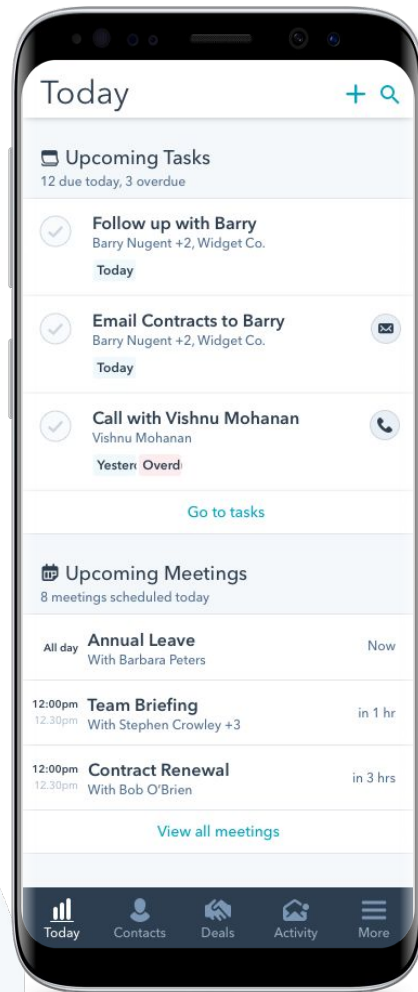 Today
Upcoming Tasks
12 due today, 3 overdue
Follow up with Barry
Barry Nugent +2, Widget Co.
Today
Email Contracts to Barry
Barry Nugent +2, Widget Co.
Today
Call with Vishnu Mohanan
Vishnu Mohanan
Yester Overd
Go to tasks
Upcoming Meetings
8 meetings scheduled today
All day Annual Leave Now
With Barbara Peters
12:00pm Team Briefing in 1 hr
12.30pm With Stephen Crowley +3
12:00pm Contract Renewal in 3 hrs
12.30pm With Bob O'Brien
View all meetings
Today Contacts Deals Activity More